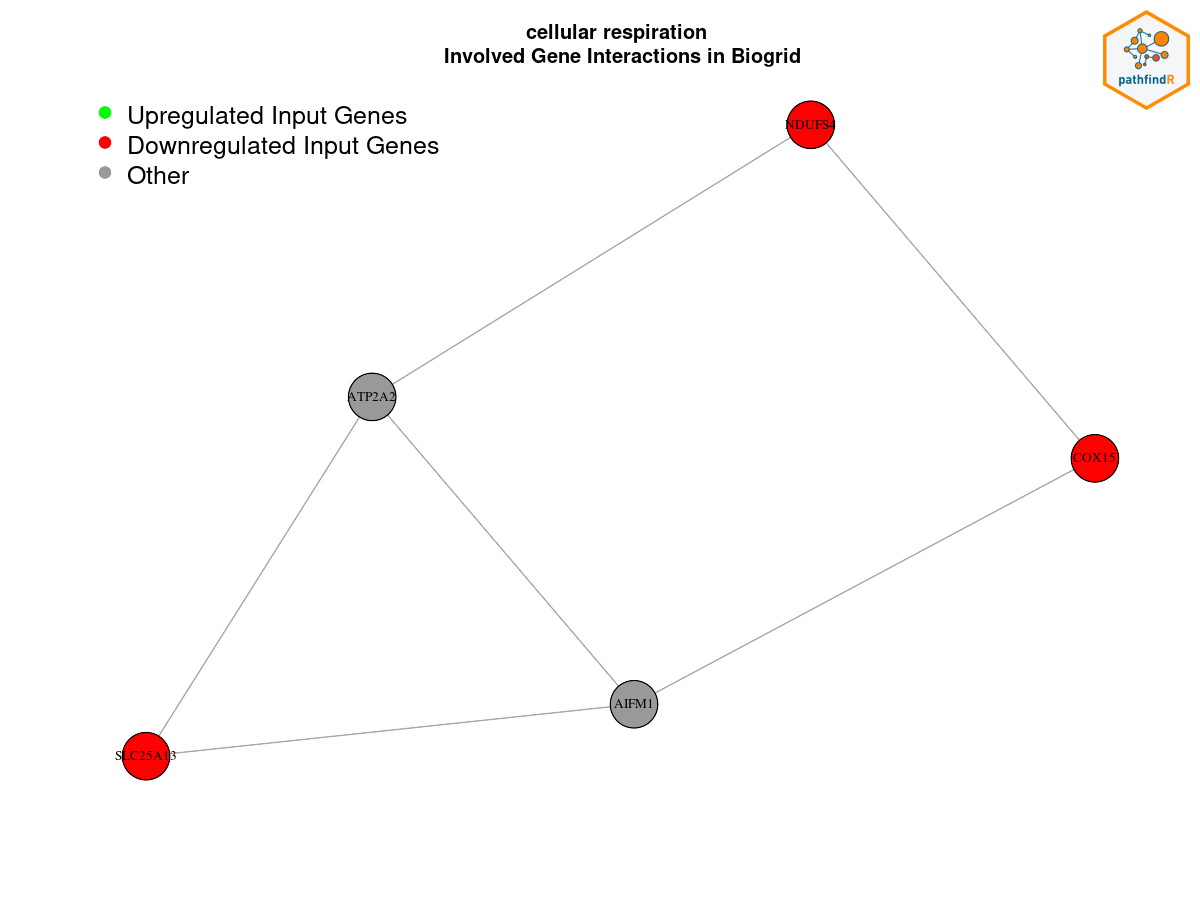 cellular respiration
Involved Gene Interactions in Biogrid
pathfindR
Upregulated Input Genes
Downregulated Input Genes
Other
NDUFS4
ATP2A2
COX15
AIFM1
SLC25A13